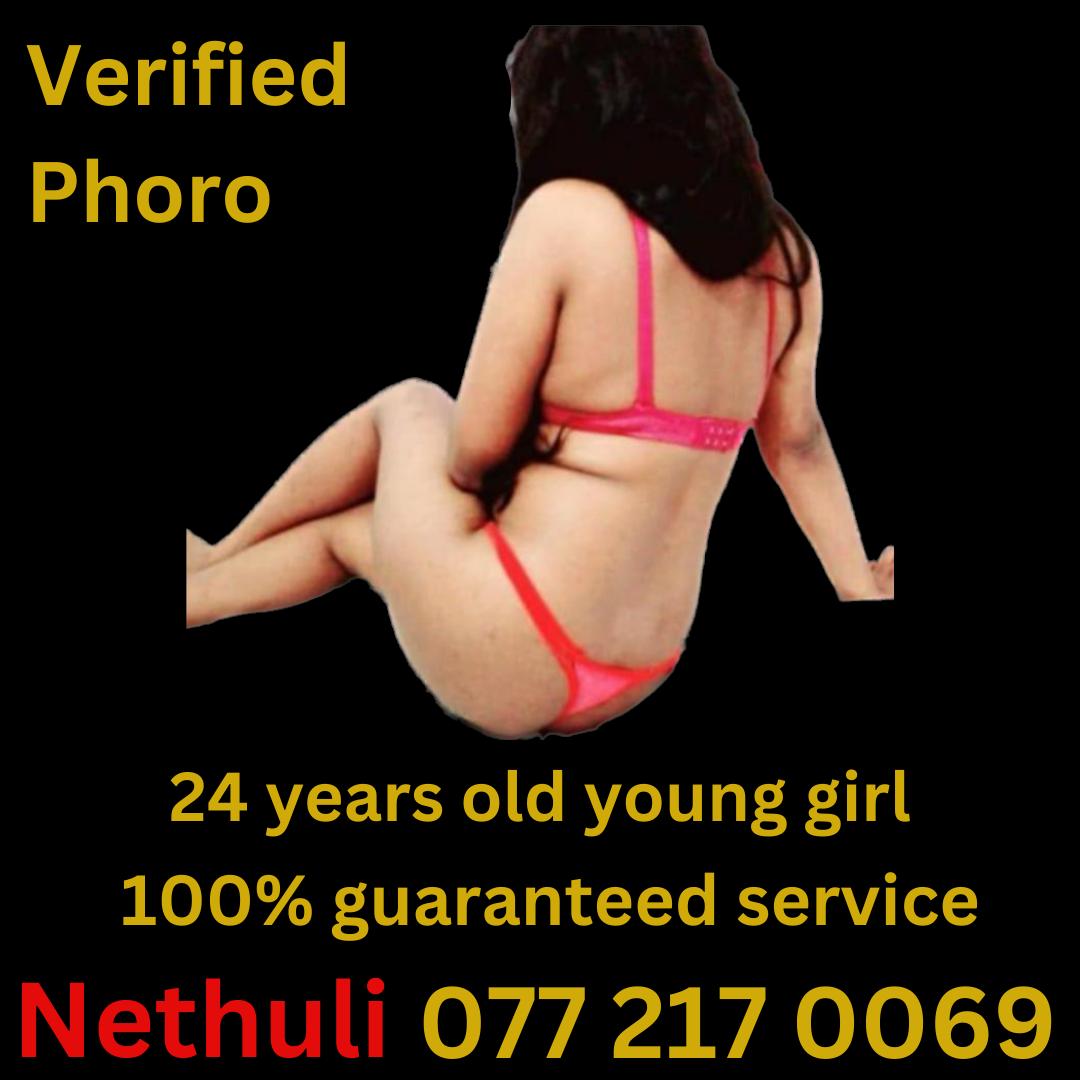 Verified
Phoro
24 years old young girl
100% guaranteed service
Nethuli 077 217 0069